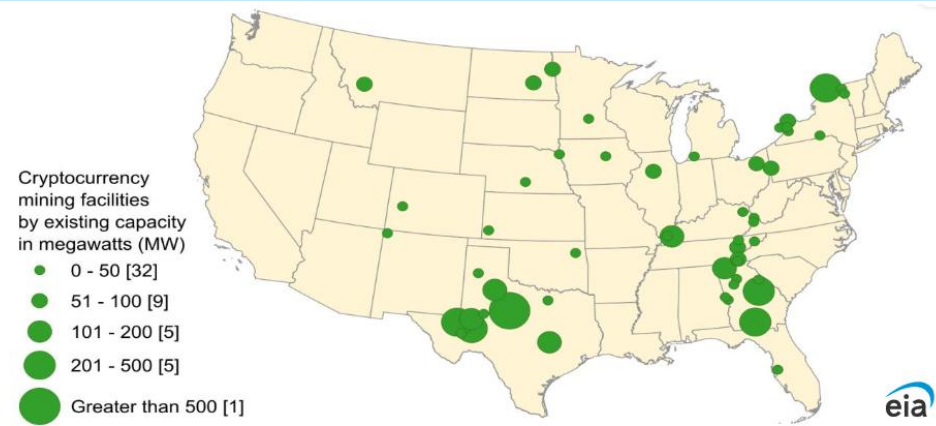 Cryptocurrency
mining facilities
by existing capacity
in megawatts (MW)
0 - 50 [32]
51 - 100 [9]
101 - 200 [5]
201 - 500 [5]
Greater than 500 [1]
eia